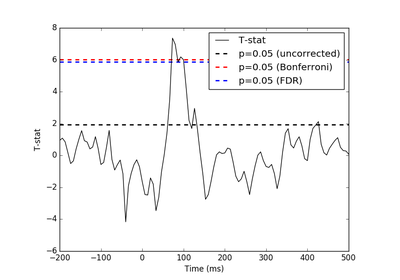 8
6
4
2
0
−2
−4
−6
T-stat
T-stat
p=0.05 (uncorrected)
p=0.05 (Bonferroni)
p=0.05 (FDR)
−200 −100 0 100 200 300 400 500
Time (ms)